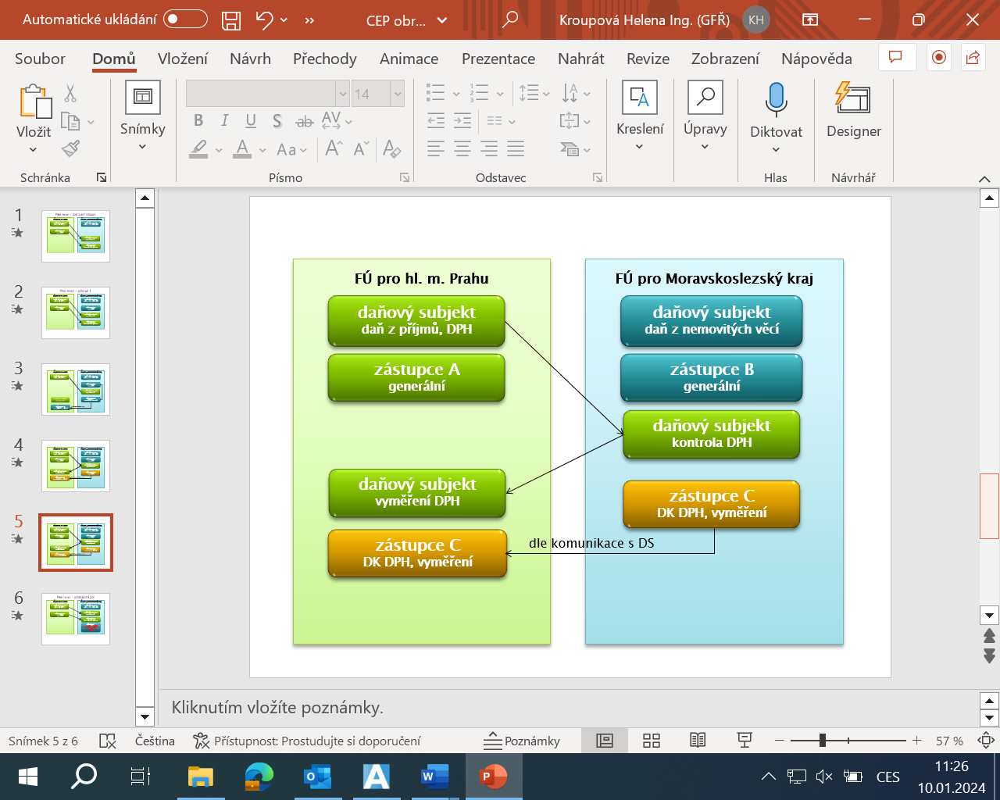 Automatické ukládání
CEP obr...
Kroupová Helena Ing. (GFŘ)
KH
Soubor
Domů
Vložení
Návrh
Přechody
Animace
Prezentace
Nahrát
Revize
Zobrazení
Nápověda
Vložit
Snímky
14
Kreslení
Úpravy
Diktovat
Designer
Schránka
Písmo
Odstavec
Hlas
Návrhář
1
2
3
4
5
6
FÚ pro hl. m. Prahu
daňový subjekt
daň z příjmů, DPH
zástupce A
generální
daňový subjekt
vyměření DPH
zástupce C
DK DPH, vyměření
FÚ pro Moravskoslezský kraj
daňový subjekt
daň z nemovitých věcí
zástupce B
generální
daňový subjekt
kontrola DPH
zástupce C
DK DPH, vyměření
dle komunikace s DS
Kliknutím vložíte poznámky.
Snímek 5 z 6
Čeština
Přístupnost: Prostudujte si doporučení
Poznámky
57 %
CES
11:26
10.01.2024